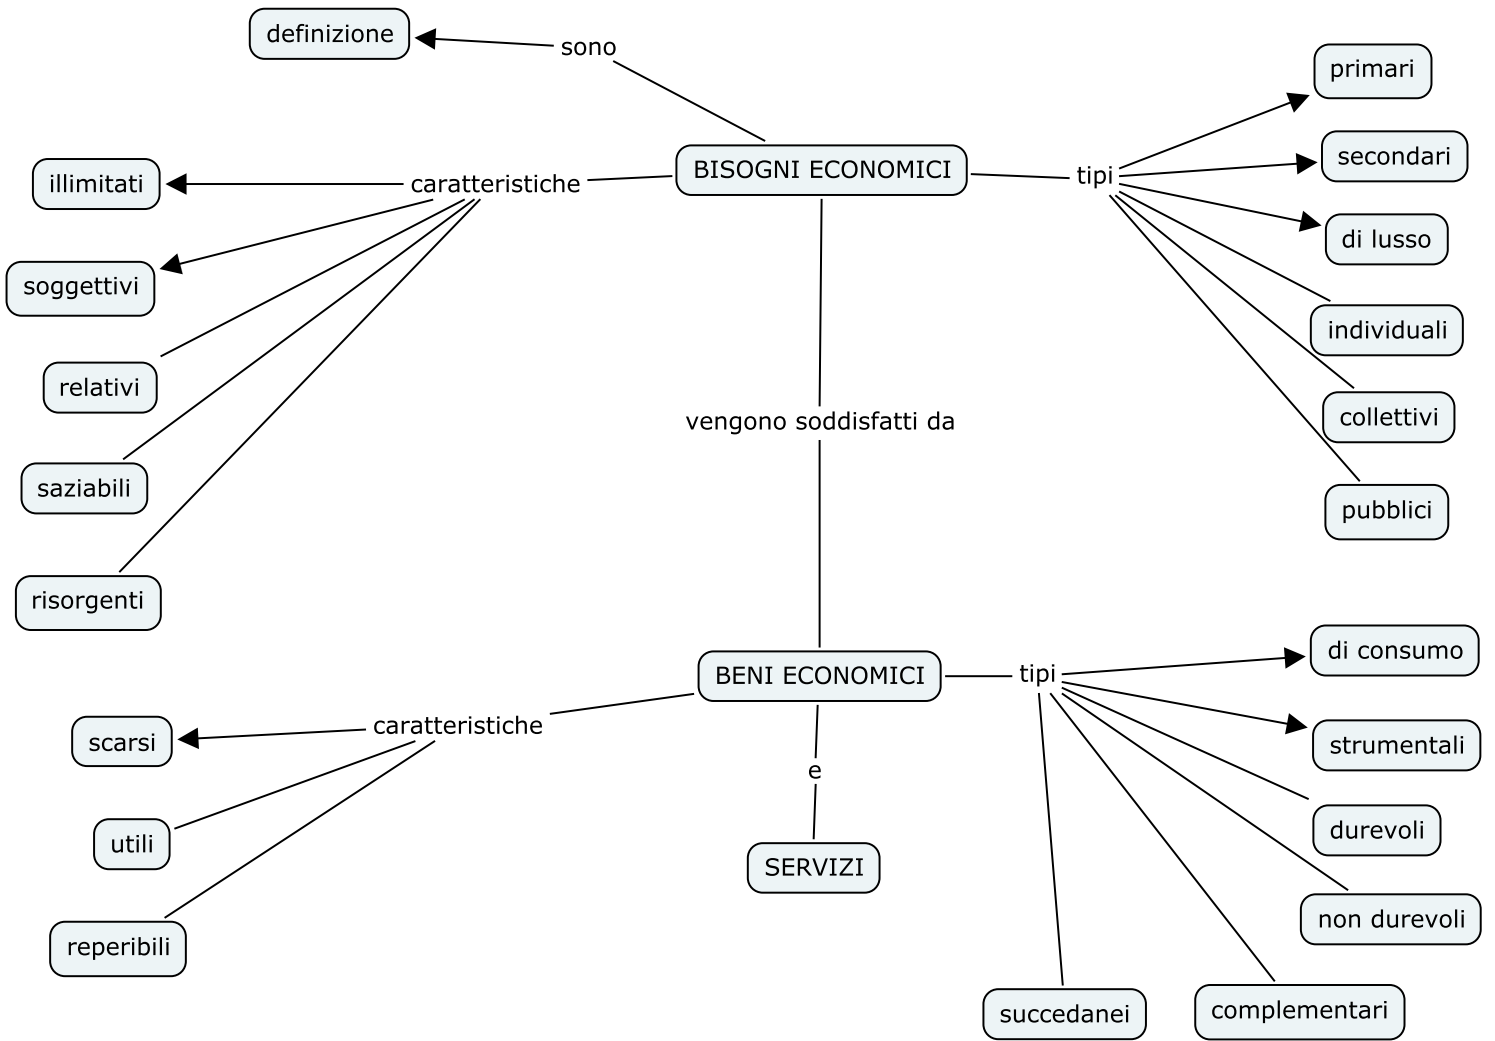 definizione
sono
BISOGNI ECONOMICI
caratteristiche
illimitati
soggettivi
relativi
saziabili
risorgenti
tipi
primari
secondari
di lusso
individuali
collettivi
pubblici
vengono soddisfatti da
BENI ECONOMICI
caratteristiche
scarsi
utili
reperibili
e
SERVIZI
tipi
di consumo
strumentali
durevoli
non durevoli
complementari
succedanei